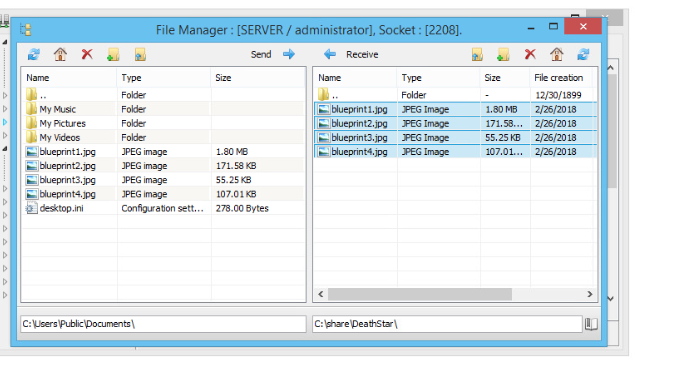 File Manager : [SERVER / administrator], Socket : [2208].
Send Receive
Name Type Size Name Type Size File creation
.. Folder .. Folder - 12/30/1899
My Music Folder blueprint1.jpg JPEG Image 1.80 MB 2/26/2018
My Pictures Folder blueprint2.jpg JPEG Image 171.58... 2/26/2018
My Videos Folder blueprint3.jpg JPEG Image 55.25 KB 2/26/2018
blueprint1.jpg JPEG image 1.80 MB blueprint4.jpg JPEG Image 107.01... 2/26/2018
blueprint2.jpg JPEG image 171.58 KB
blueprint3.jpg JPEG image 55.25 KB
blueprint4.jpg JPEG image 107.01 KB
desktop.ini Configuration sett... 278.00 Bytes
C:\Users\Public\Documents\ C:\share\DeathStar\